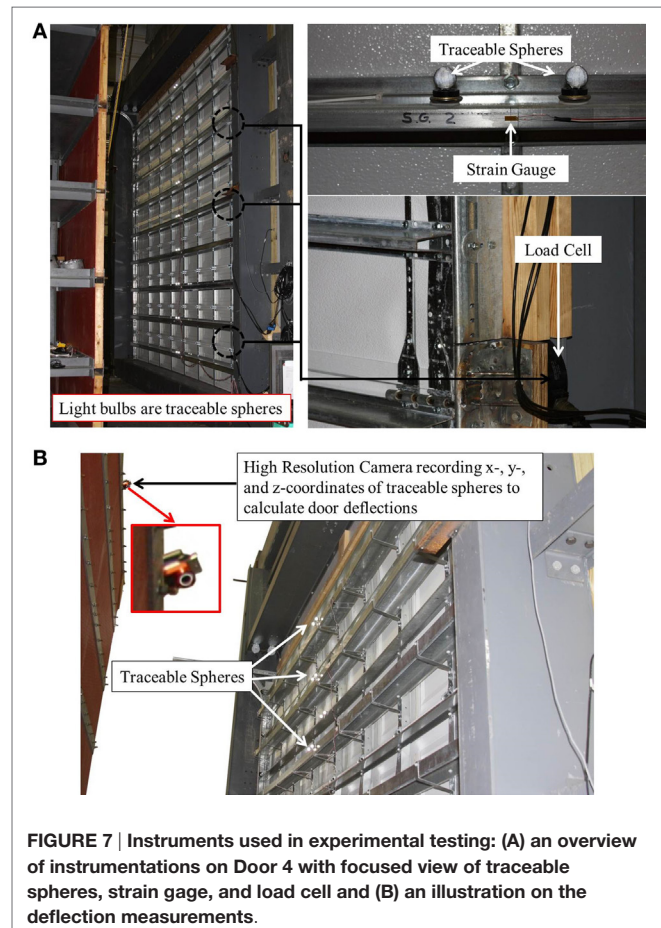 A
Traceable Spheres
S.G. 2
Strain Gauge
Load Cell
Light bulbs are traceable spheres
B
High Resolution Camera recording x-, y-,
and z-coordinates of traceable spheres to
calculate door deflections
Traceable Spheres
FIGURE 7 | Instruments used in experimental testing: (A) an overview
of instrumentations on Door 4 with focused view of traceable
spheres, strain gage, and load cell and (B) an illustration on the
deflection measurements.